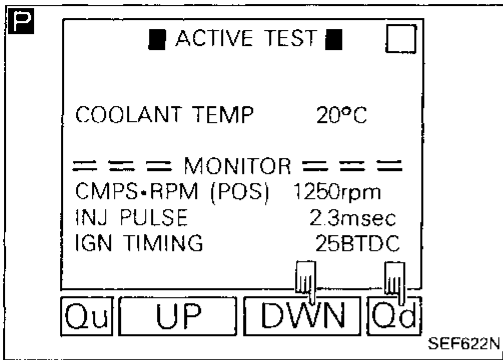 P
■ ACTIVE TEST ■
COOLANT TEMP 20°C
= = = MONITOR = = =
CMPS•RPM (POS) 1250rpm
INJ PULSE 2.3msec
IGN TIMING 25BTDC
Qu UP DWN Qd
SEF622N